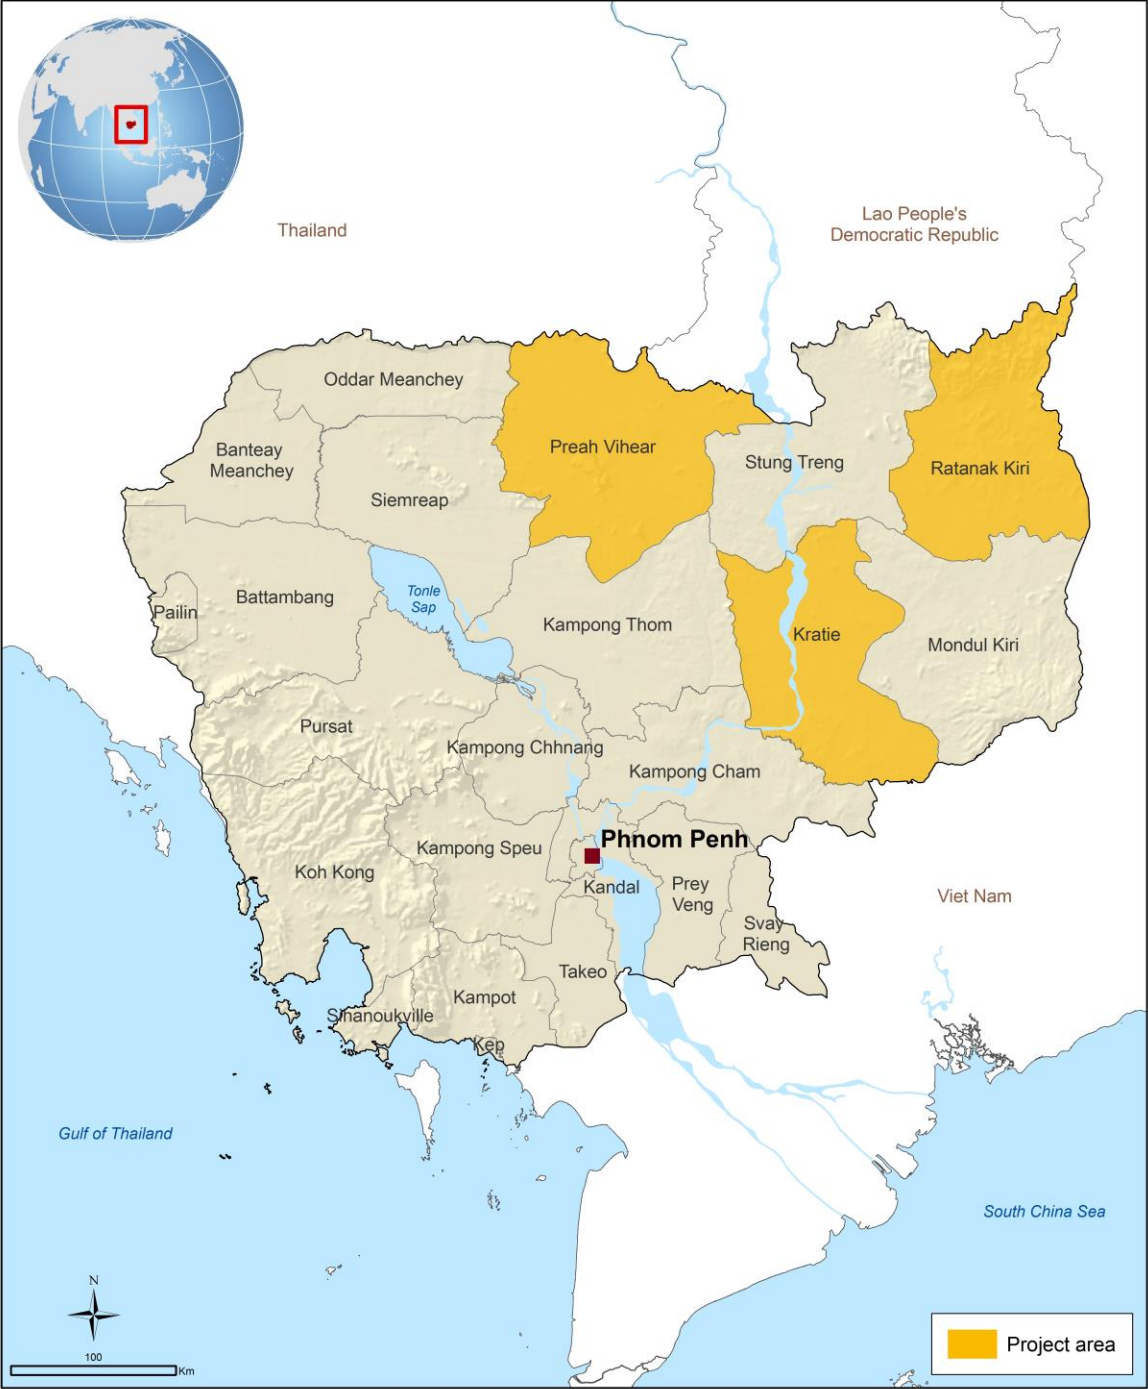 Thailand
Lao People's
Democratic Republic
Oddar Meanchey
Preah Vihear
Banteay
Meanchey
Stung Treng
Ratanak Kiri
Siemreap
Tonle
Sap
Battambang
Pailin
Kampong Thom
Kratie
Mondul Kiri
Pursat
Kampong Chhnang
Kampong Cham
Phnom Penh
Kampong Speu
Koh Kong
Kandal
Prey
Veng
Viet Nam
Svay
Rieng
Takeo
Kampot
Sihanoukville
Kep
Gulf of Thailand
South China Sea
N
100
Km
Project area